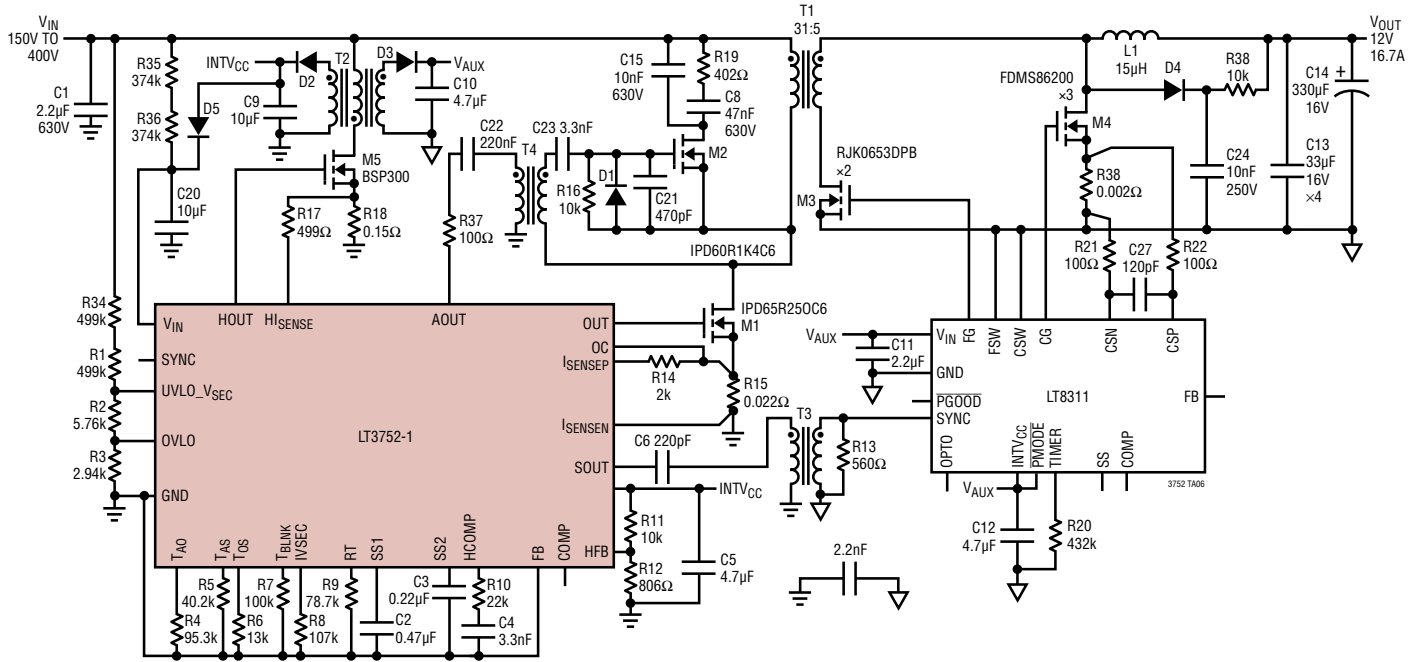 VIN
150V TO
400V
C1
2.2µF
630V
R35
374k
R36
374k
D5
INTVCC
D2
T2
D3
VAUX
C9
10µF
C10
4.7µF
C20
10µF
M5
BSP300
R17
499Ω
R18
0.15Ω
C22
220nF
T4
C23 3.3nF
R37
100Ω
R16
10k
D1
C21
470pF
C15
10nF
630V
R19
402Ω
C8
47nF
630V
M2
IPD60R1K4C6
T1
31:5
RJK0653DPB
×2
M3
FDMS86200
×3
M4
L1
15µH
D4
R38
10k
R38
0.002Ω
C24
10nF
250V
C14
330µF
16V
+
C13
33µF
16V
×4
VOUT
12V
16.7A
R21
100Ω
C27
120pF
R22
100Ω
R34
499k
R1
499k
R2
5.76k
R3
2.94k
VIN
SYNC
UVLO_VSEC
OVLO
GND
HOUT
HISENSE
AOUT
OUT
OC
ISENSEP
ISENSEN
SOUT
HFB
LT3752-1
TAO
TAS
TOS
TBLNK
IVSEC
RT
SS1
SS2
HCOMP
FB
COMP
IPD65R25OC6
M1
R14
2k
R15
0.022Ω
C6 220pF
T3
R13
560Ω
INTVCC
R11
10k
R12
806Ω
C5
4.7µF
R5
40.2k
R4
95.3k
R6
13k
R7
100k
R8
107k
R9
78.7k
C2
0.47µF
C3
0.22µF
R10
22k
C4
3.3nF
2.2nF
VAUX
C11
2.2µF
VIN
GND
PGOOD
SYNC
FG
FSW
CSW
CG
CSN
CSP
LT8311
FB
OPTO
INTVCC
PMODE
TIMER
SS
COMP
3752 TA06
VAUX
C12
4.7µF
R20
432k